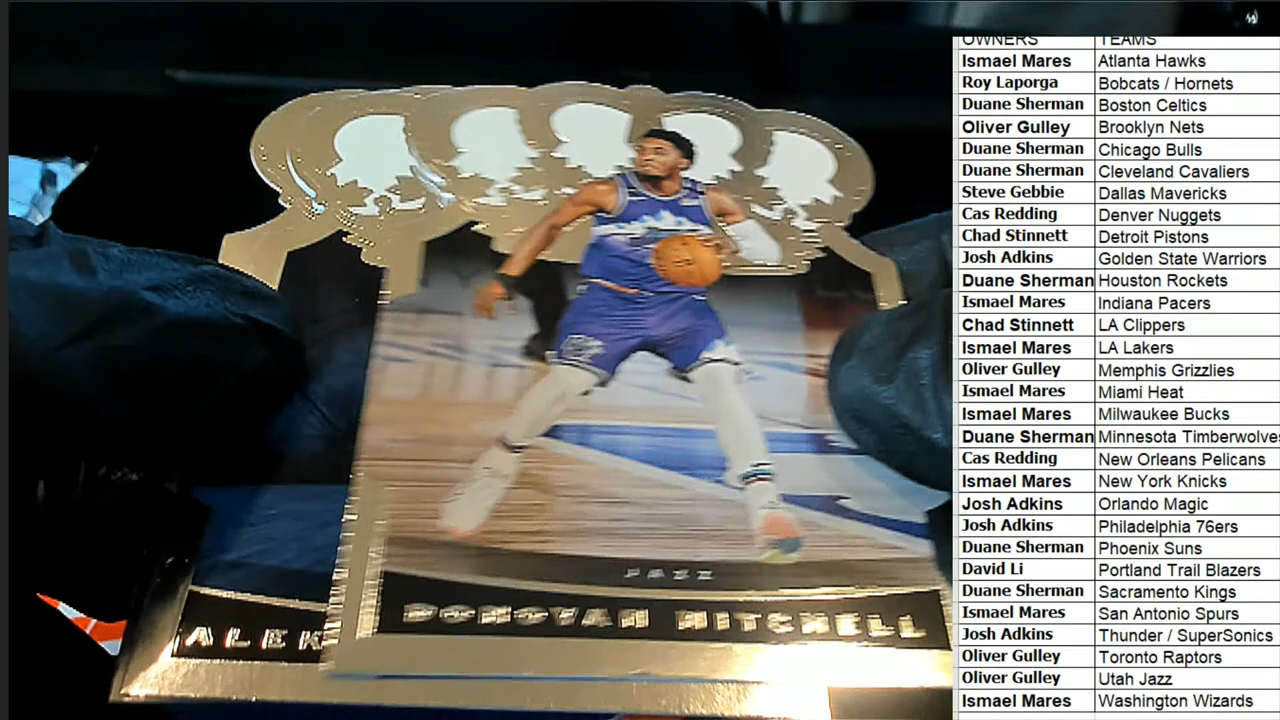 OWNERS TEAMS
Ismael Mares Atlanta Hawks
Roy Laporga Bobcats / Hornets
Duane Sherman Boston Celtics
Oliver Gulley Brooklyn Nets
Duane Sherman Chicago Bulls
Duane Sherman Cleveland Cavaliers
Steve Gebbie Dallas Mavericks
Cas Redding Denver Nuggets
Chad Stinnett Detroit Pistons
Josh Adkins Golden State Warriors
Duane Sherman Houston Rockets
Ismael Mares Indiana Pacers
Chad Stinnett LA Clippers
Ismael Mares LA Lakers
Oliver Gulley Memphis Grizzlies
Ismael Mares Miami Heat
Ismael Mares Milwaukee Bucks
Duane Sherman Minnesota Timberwolve
Cas Redding New Orleans Pelicans
Ismael Mares New York Knicks
Josh Adkins Orlando Magic
Josh Adkins Philadelphia 76ers
Duane Sherman Phoenix Suns
David Li Portland Trail Blazers
Duane Sherman Sacramento Kings
Ismael Mares San Antonio Spurs
Josh Adkins Thunder / SuperSonics
Oliver Gulley Toronto Raptors
Oliver Gulley Utah Jazz
Ismael Mares Washington Wizards
JAZZ
DONOVAN MITCHELL
ALEK